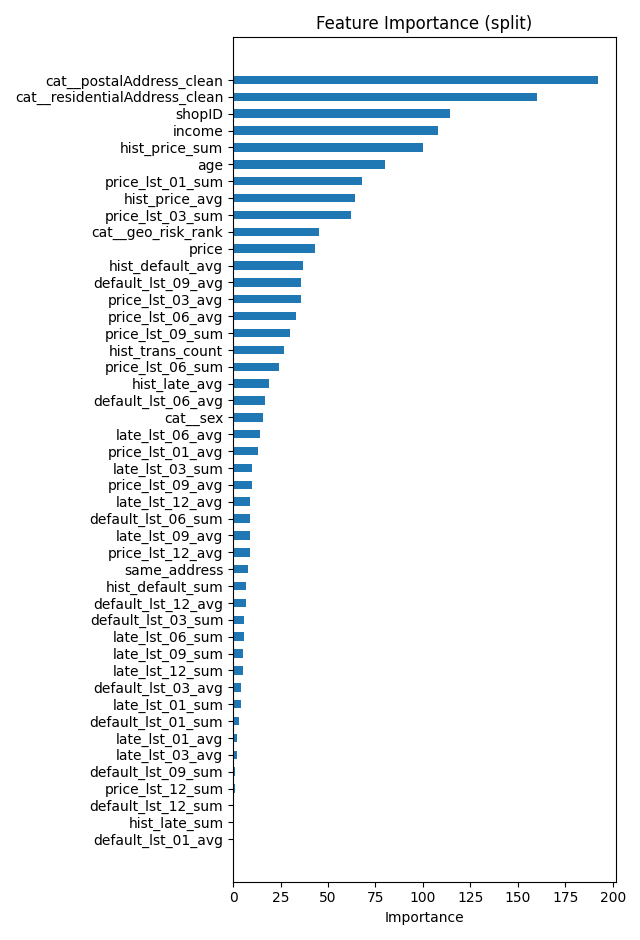 Feature Importance (split)
cat__postalAddress_clean
cat__residentialAddress_clean
shopID
income
hist_price_sum
age
price_lst_01_sum
hist_price_avg
price_lst_03_sum
cat__geo_risk_rank
price
hist_default_avg
default_lst_09_avg
price_lst_03_avg
price_lst_06_avg
price_lst_09_sum
hist_trans_count
price_lst_06_sum
hist_late_avg
default_lst_06_avg
cat__sex
late_lst_06_avg
price_lst_01_avg
late_lst_03_sum
price_lst_09_avg
late_lst_12_avg
default_lst_06_sum
late_lst_09_avg
price_lst_12_avg
same_address
hist_default_sum
default_lst_12_avg
default_lst_03_sum
late_lst_06_sum
late_lst_09_sum
late_lst_12_sum
default_lst_03_avg
late_lst_01_sum
default_lst_01_sum
late_lst_01_avg
late_lst_03_avg
default_lst_09_sum
price_lst_12_sum
default_lst_12_sum
hist_late_sum
default_lst_01_avg
0 25 50 75 100 125 150 175 200
Importance